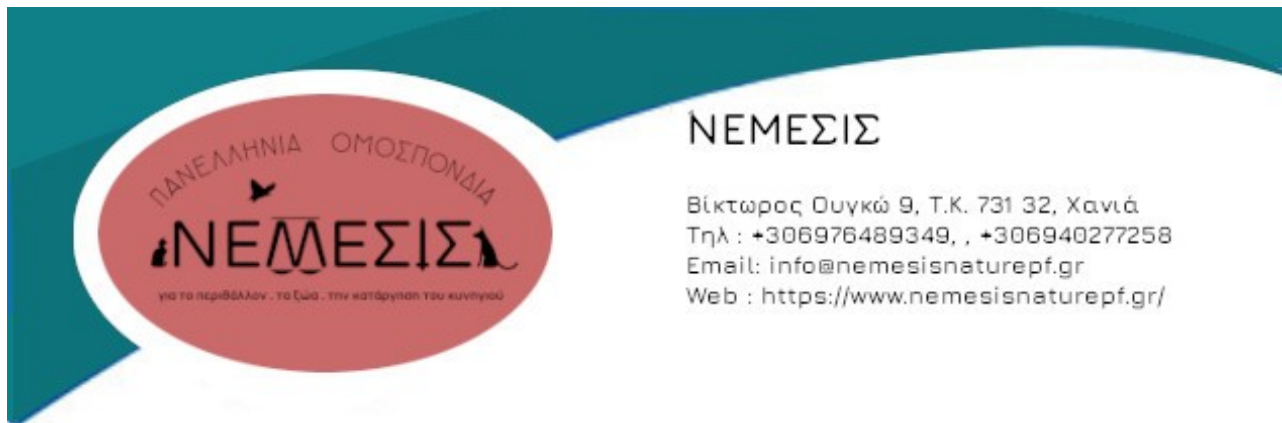 ΠΑΝΕΛΛΗΝΙΑ ΟΜΟΣΠΟΝΔΙΑ
ΝΕΜΕΣΙΣ
για το περιβάλλον . τα ζώα . την κατάργηση του κυνηγιού
ΝΕΜΕΣΙΣ
Βίκτωρος Ουγκώ 9, Τ.Κ. 731 32, Χανιά
Τηλ : +306976489349, , +306940277258
Email: info@nemesisnaturepf.gr
Web : https://www.nemesisnaturepf.gr/